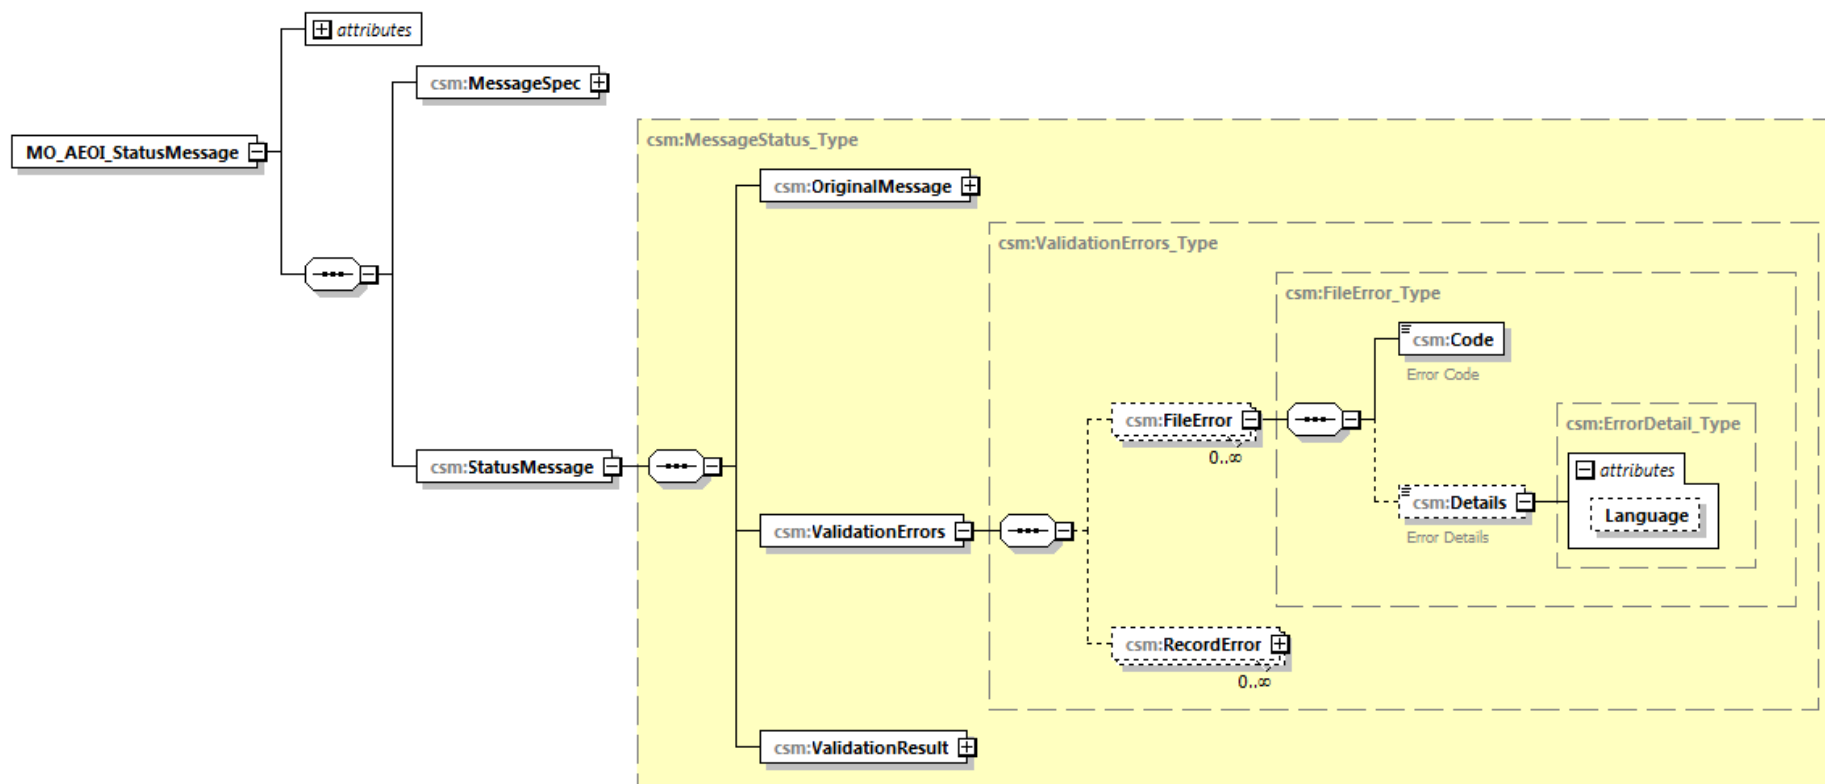 attributes
csm:MessageSpec
MO_AEOI_StatusMessage
csm:MessageStatus_Type
csm:OriginalMessage
csm:ValidationErrors_Type
csm:FileError_Type
csm:Code
Error Code
csm:FileError
0..∞
csm:ErrorDetail_Type
attributes
csm:StatusMessage
csm:Details
Language
csm:ValidationErrors
Error Details
csm:RecordError
0..∞
csm:ValidationResult